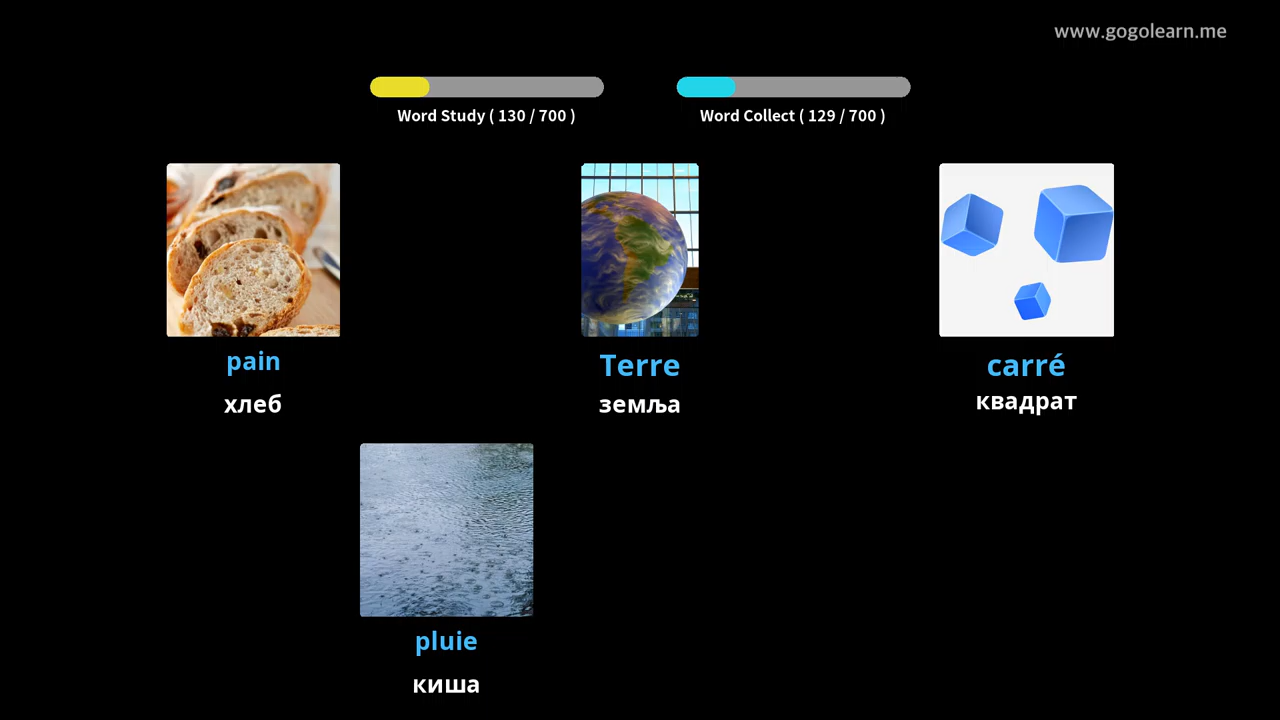 www.gogolearn.me
Word Study ( 130 / 700 )
Word Collect ( 129 / 700 )
pain
хлеб
Terre
земља
carré
квадрат
pluie
киша